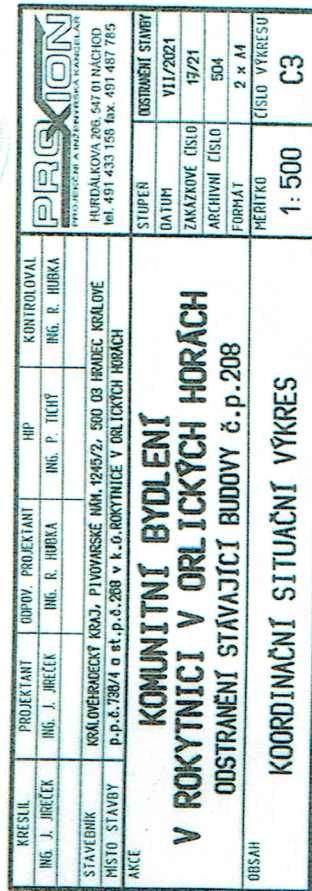 KRESLIL PROJEKTANT ODPOV. PROJEKTANT HIP KONTROLOVAL
ING. J. JIREČEK ING. J. JIREČEK ING. R. HUBKA ING. P. TICHÝ ING. R. HUBKA
PROXION
PROJEKČNÍ A INŽENÝRSKÁ KANCELÁŘ
HURDÁLKOVA 206, 547 01 NÁCHOD
tel. 491 433 156 fax. 491 487 785
STAVEBNÍK KRÁLOVÉHRADECKÝ KRAJ, PIVOVARSKÉ NÁM.1245/2, 500 03 HRADEC KRÁLOVÉ
MÍSTO STAVBY p.p.č.738/4 a st.p.č.268 v k.ú.ROKYTNICE V ORLICKÝCH HORÁCH
AKCE
KOMUNITNÍ BYDLENÍ
V ROKYTNICI V ORLICKÝCH HORÁCH
ODSTRANĚNÍ STÁVAJÍCÍ BUDOVY č.p.208
STUPEŇ ODSTRANĚNÍ STAVBY
DATUM VII/2021
ZAKÁZKOVÉ ČÍSLO 17/21
ARCHIVNÍ ČÍSLO 504
FORMÁT 2 x A4
OBSAH
KOORDINAČNÍ SITUAČNÍ VÝKRES
MĚŘÍTKO ČÍSLO VÝKRESU
1: 500 C3